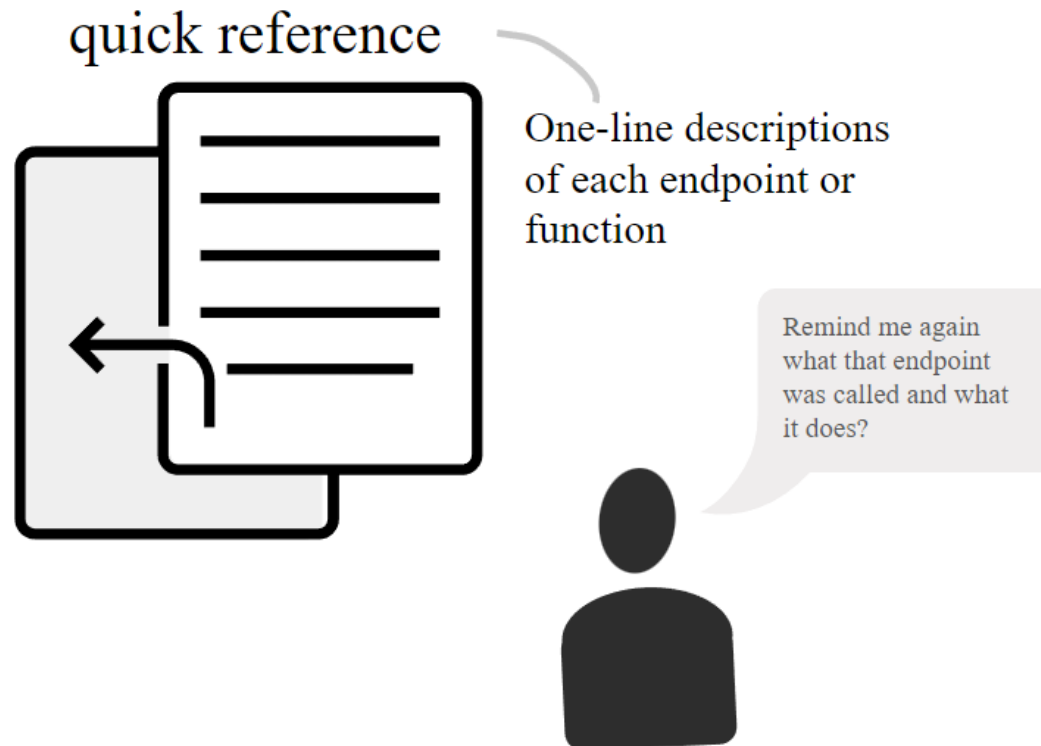 quick reference
One-line descriptions
of each endpoint or
function
Remind me again
what that endpoint
was called and what
it does?